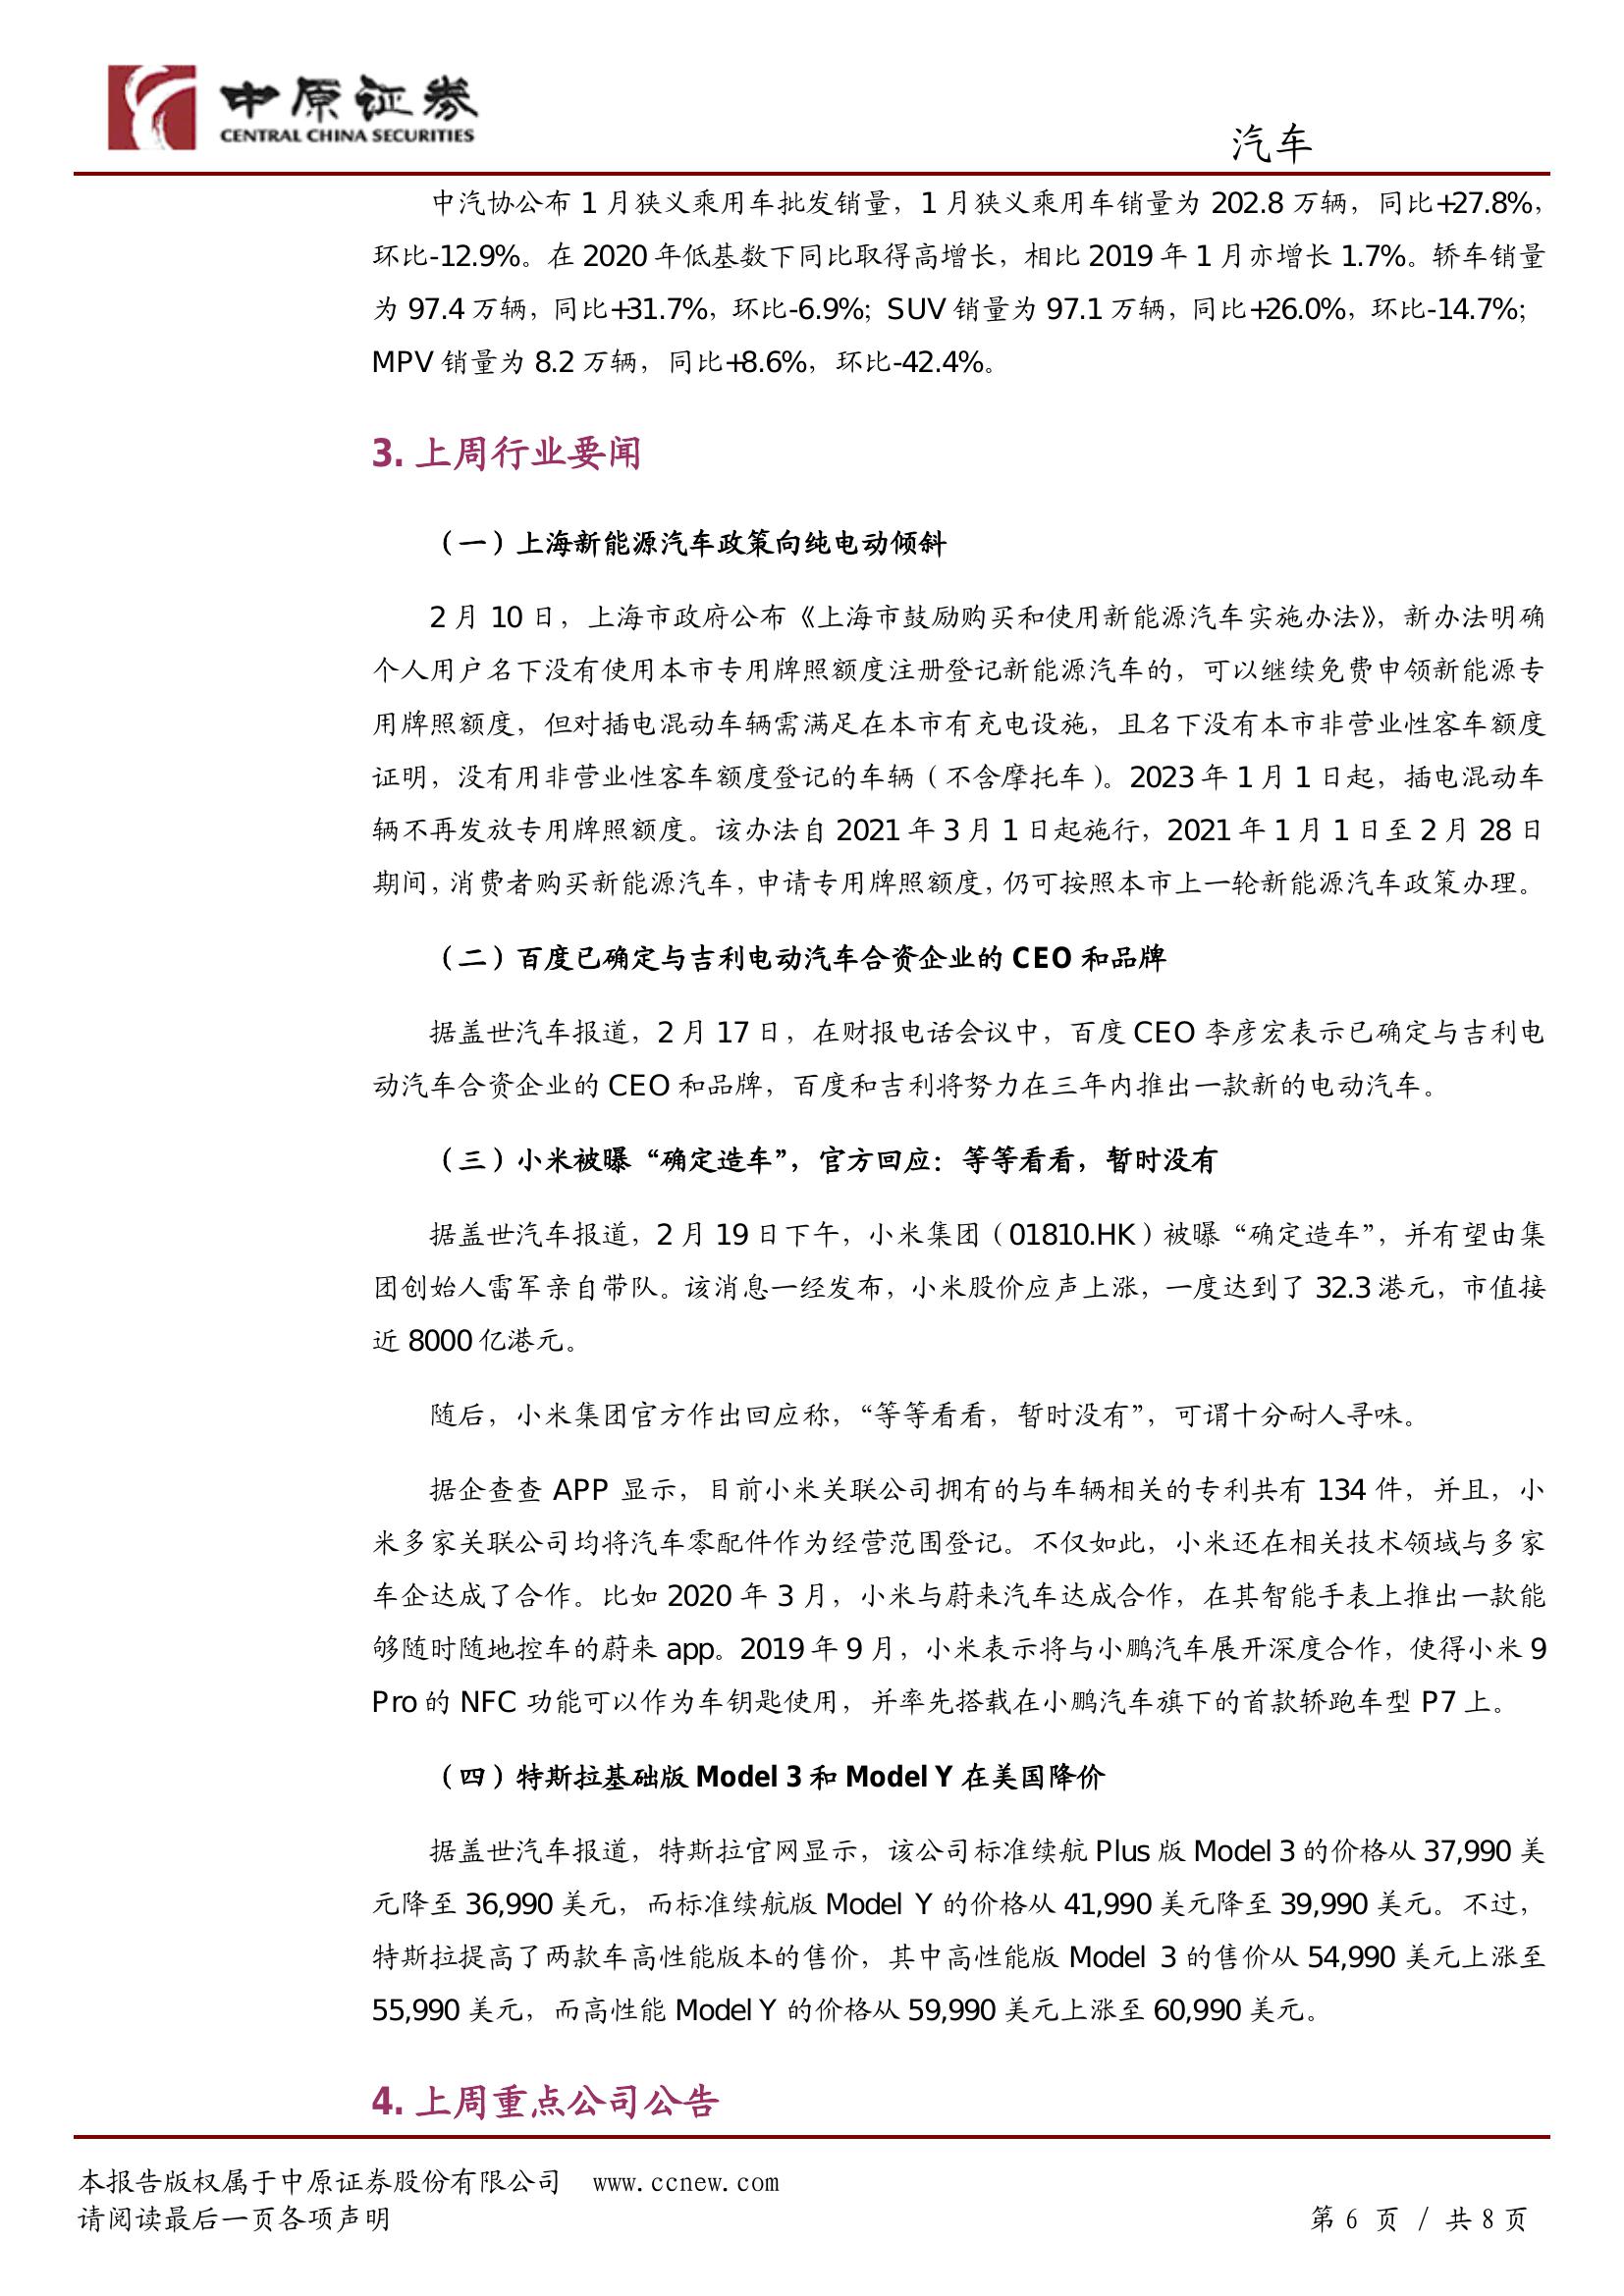 中原证券
CENTRAL CHINA SECURITIES
汽车
中汽协公布 1 月狭义乘用车批发销量，1 月狭义乘用车销量为 202.8 万辆，同比+27.8%，
环比-12.9%。在 2020 年低基数下同比取得高增长，相比 2019 年 1 月亦增长 1.7%。轿车销量
为 97.4 万辆，同比+31.7%，环比-6.9%；SUV 销量为 97.1 万辆，同比+26.0%，环比-14.7%；
MPV 销量为 8.2 万辆，同比+8.6%，环比-42.4%。
3. 上周行业要闻
（一）上海新能源汽车政策向纯电动倾斜
2 月 10 日，上海市政府公布《上海市鼓励购买和使用新能源汽车实施办法》，新办法明确
个人用户名下没有使用本市专用牌照额度注册登记新能源汽车的，可以继续免费申领新能源专
用牌照额度，但对插电混动车辆需满足在本市有充电设施，且名下没有本市非营业性客车额度
证明，没有用非营业性客车额度登记的车辆（不含摩托车）。2023 年 1 月 1 日起，插电混动车
辆不再发放专用牌照额度。该办法自 2021 年 3 月 1 日起施行，2021 年 1 月 1 日至 2 月 28 日
期间，消费者购买新能源汽车，申请专用牌照额度，仍可按照本市上一轮新能源汽车政策办理。
（二）百度已确定与吉利电动汽车合资企业的 CEO 和品牌
据盖世汽车报道，2 月 17 日，在财报电话会议中，百度 CEO 李彦宏表示已确定与吉利电
动汽车合资企业的 CEO 和品牌，百度和吉利将努力在三年内推出一款新的电动汽车。
（三）小米被曝“确定造车”，官方回应：等等看看，暂时没有
据盖世汽车报道，2 月 19 日下午，小米集团（01810.HK）被曝“确定造车”，并有望由集
团创始人雷军亲自带队。该消息一经发布，小米股价应声上涨，一度达到了 32.3 港元，市值接
近 8000 亿港元。
随后，小米集团官方作出回应称，“等等看看，暂时没有”，可谓十分耐人寻味。
据企查查 APP 显示，目前小米关联公司拥有的与车辆相关的专利共有 134 件，并且，小
米多家关联公司均将汽车零配件作为经营范围登记。不仅如此，小米还在相关技术领域与多家
车企达成了合作。比如 2020 年 3 月，小米与蔚来汽车达成合作，在其智能手表上推出一款能
够随时随地控车的蔚来 app。2019 年 9 月，小米表示将与小鹏汽车展开深度合作，使得小米 9
Pro 的 NFC 功能可以作为车钥匙使用，并率先搭载在小鹏汽车旗下的首款轿跑车型 P7 上。
（四）特斯拉基础版 Model 3 和 Model Y 在美国降价
据盖世汽车报道，特斯拉官网显示，该公司标准续航 Plus 版 Model 3 的价格从 37,990 美
元降至 36,990 美元，而标准续航版 Model Y 的价格从 41,990 美元降至 39,990 美元。不过，
特斯拉提高了两款车高性能版本的售价，其中高性能版 Model 3 的售价从 54,990 美元上涨至
55,990 美元，而高性能 Model Y 的价格从 59,990 美元上涨至 60,990 美元。
4. 上周重点公司公告
本报告版权属于中原证券股份有限公司 www.ccnew.com
请阅读最后一页各项声明
第 6 页 / 共 8 页